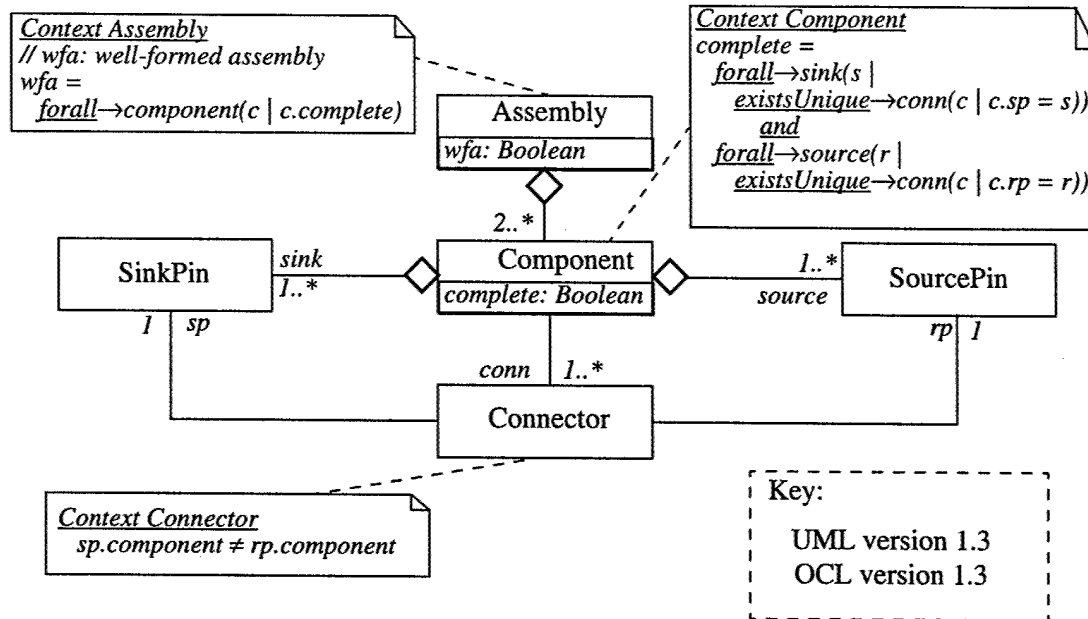 Context Assembly
// wfa: well-formed assembly
wfa =
forall→component(c | c.complete)
Context Component
complete =
forall→sink(s |
existsUnique→conn(c | c.sp = s))
and
forall→source(r |
existsUnique→conn(c | c.rp = r))
Assembly
wfa: Boolean
2..*
SinkPin
sink
1..*
Component
complete: Boolean
1..*
source
SourcePin
1 sp
rp 1
conn 1..*
Connector
Context Connector
sp.component ≠ rp.component
Key:
UML version 1.3
OCL version 1.3